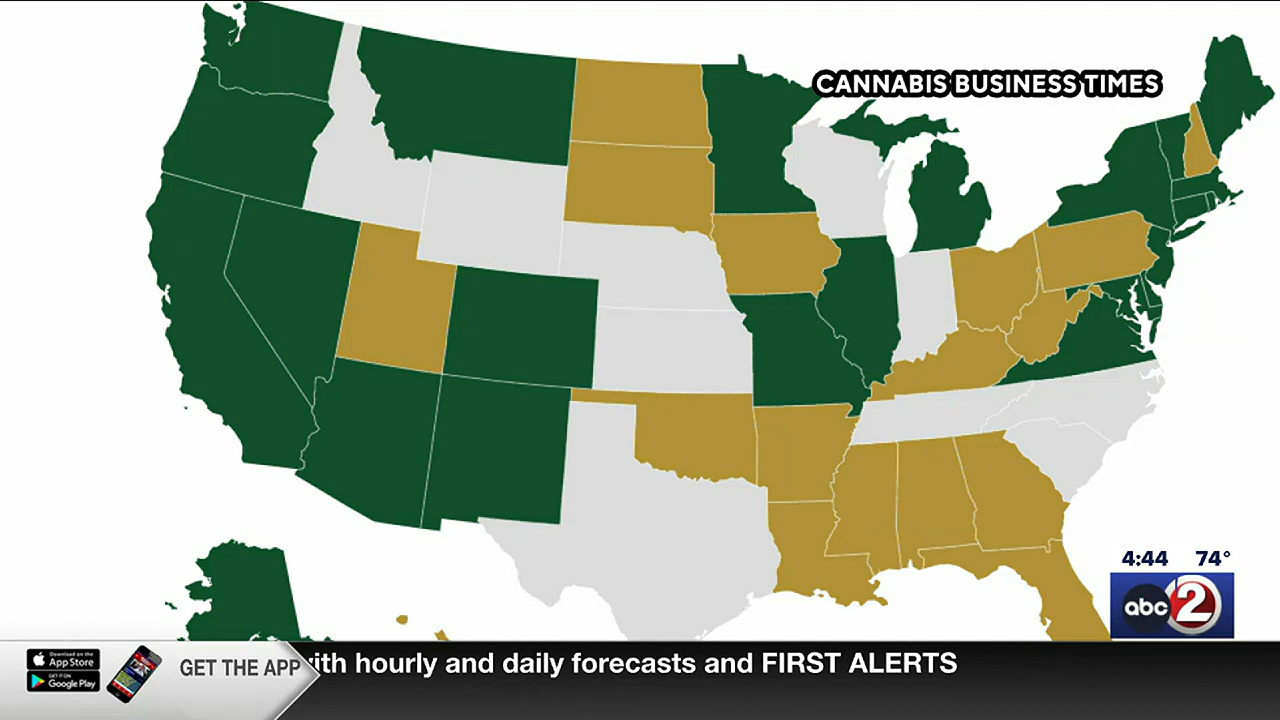 CANNABIS BUSINESS TIMES
4:44 74°
abc 2
Download on the
App Store
GET IT ON
Google Play
GET THE APP
ith hourly and daily forecasts and FIRST ALERTS